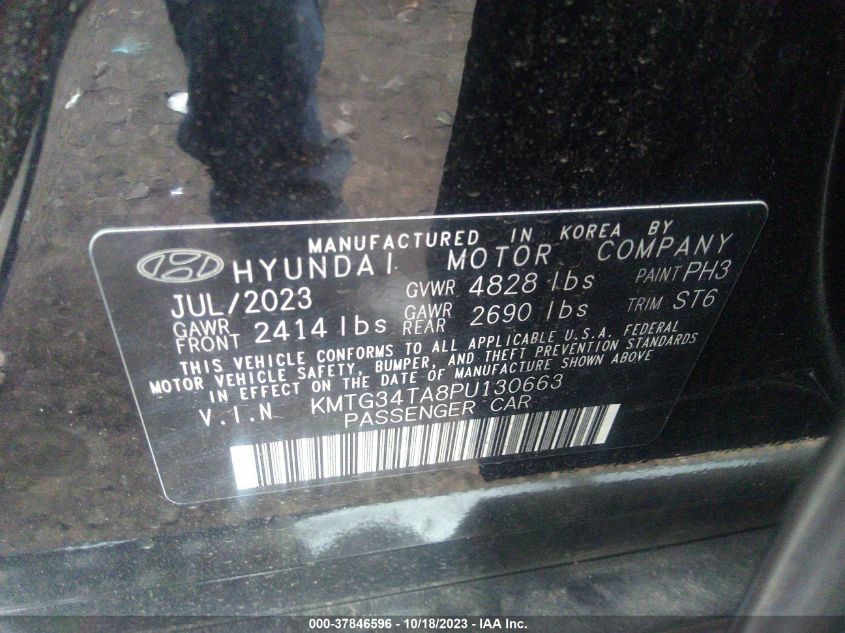 MANUFACTURED IN KOREA BY
HYUNDAI MOTOR COMPANY
JUL/2023 GVWR 4828 lbs PAINT PH3
GAWR FRONT 2414 lbs GAWR REAR 2690 lbs TRIM ST6
THIS VEHICLE CONFORMS TO ALL APPLICABLE U.S.A. FEDERAL
MOTOR VEHICLE SAFETY, BUMPER, AND THEFT PREVENTION STANDARDS
IN EFFECT ON THE DATE OF MANUFACTURE SHOWN ABOVE
V.I.N KMTG34TA8PU130663
PASSENGER CAR
000-37846596 - 10/18/2023 - IAA Inc.